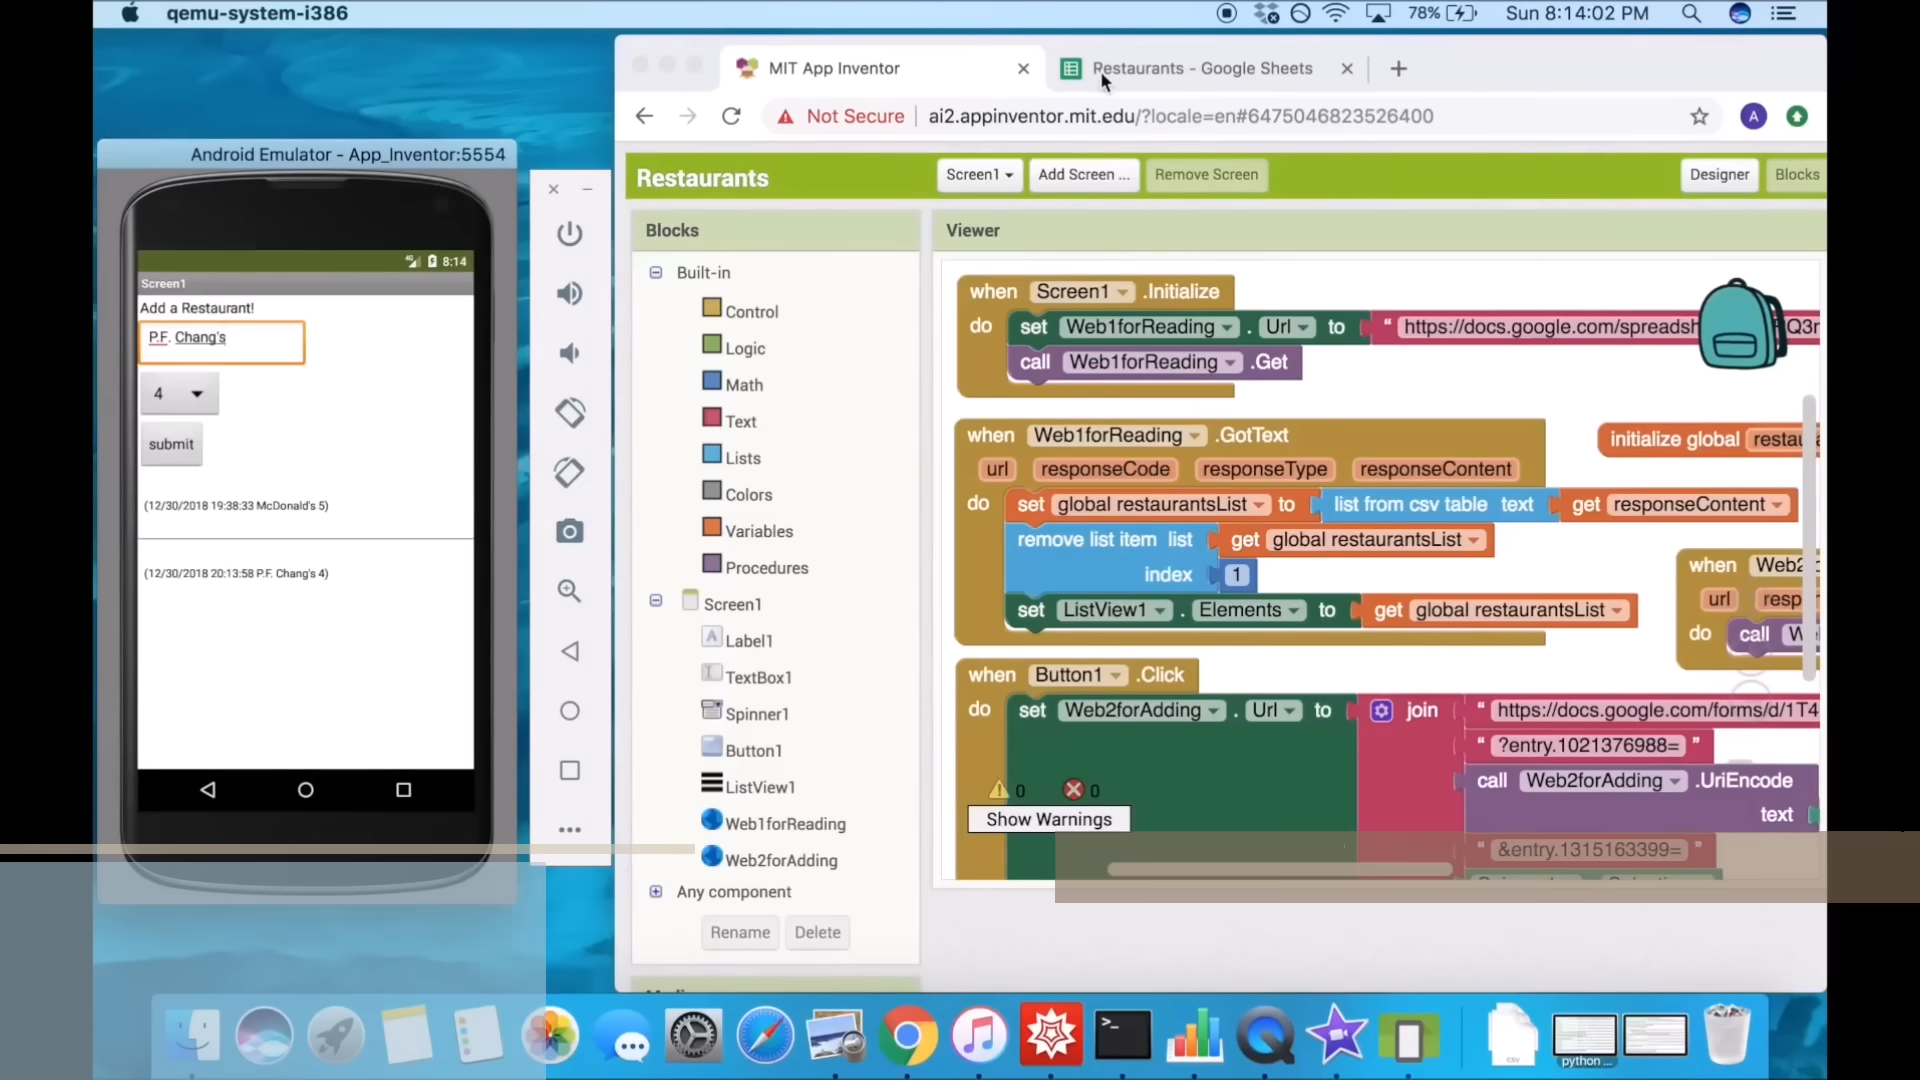 qemu-system-i386
78%
Sun 8:14:02 PM
MIT App Inventor
Restaurants - Google Sheets
Not Secure
ai2.appinventor.mit.edu/?locale=en#6475046823526400
A
Android Emulator - App_Inventor:5554
8:14
Screen1
Add a Restaurant!
P.F. Chang's
4
submit
(12/30/2018 19:38:33 McDonald's 5)
(12/30/2018 20:13:58 P.F. Chang's 4)
Restaurants
Screen1
Add Screen ...
Remove Screen
Designer
Blocks
Blocks
Built-in
Control
Logic
Math
Text
Lists
Colors
Variables
Procedures
Screen1
Label1
TextBox1
Spinner1
Button1
ListView1
Web1forReading
Web2forAdding
Any component
Rename
Delete
Viewer
when Screen1 .Initialize
do set Web1forReading . Url to " https://docs.google.com/spreadsh Q3r
call Web1forReading .Get
when Web1forReading .GotText
url responseCode responseType responseContent
do set global restaurantsList to list from csv table text get responseContent
remove list item list get global restaurantsList
index 1
set ListView1 . Elements to get global restaurantsList
initialize global restau
when Web2
url resp
do call W
when Button1 .Click
do set Web2forAdding . Url to join " https://docs.google.com/forms/d/1T4
" ?entry.1021376988= "
call Web2forAdding .UriEncode
text
" &entry.1315163399= "
0
0
Show Warnings
CSV
python ...